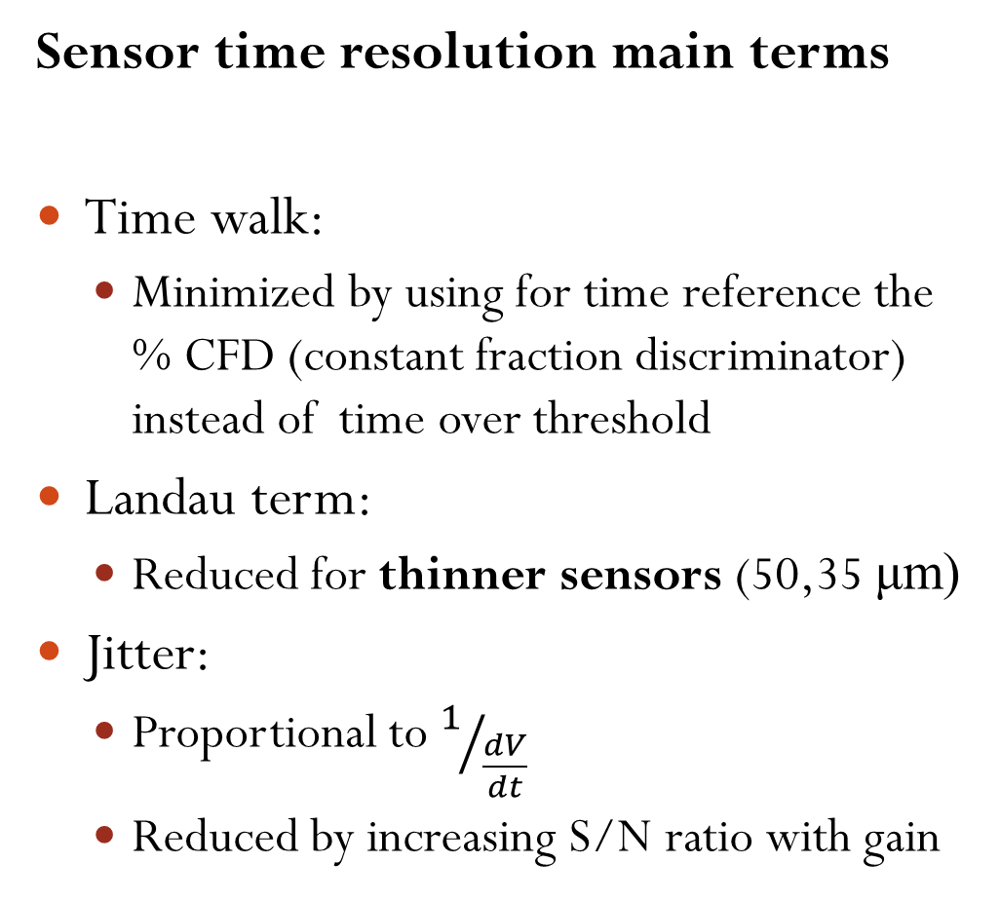 Sensor time resolution main terms
• Time walk:
• Minimized by using for time reference the
% CFD (constant fraction discriminator)
instead of time over threshold
• Landau term:
• Reduced for thinner sensors (50,35 μm)
• Jitter:
• Proportional to 1/(dV/dt)
• Reduced by increasing S/N ratio with gain